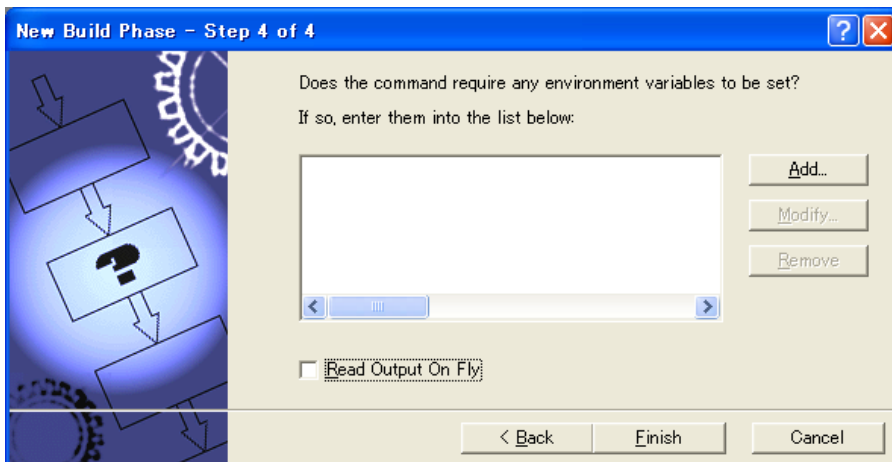 New Build Phase - Step 4 of 4
Does the command require any environment variables to be set?
If so, enter them into the list below:
Add...
Modify...
Remove
Read Output On Fly
< Back
Finish
Cancel